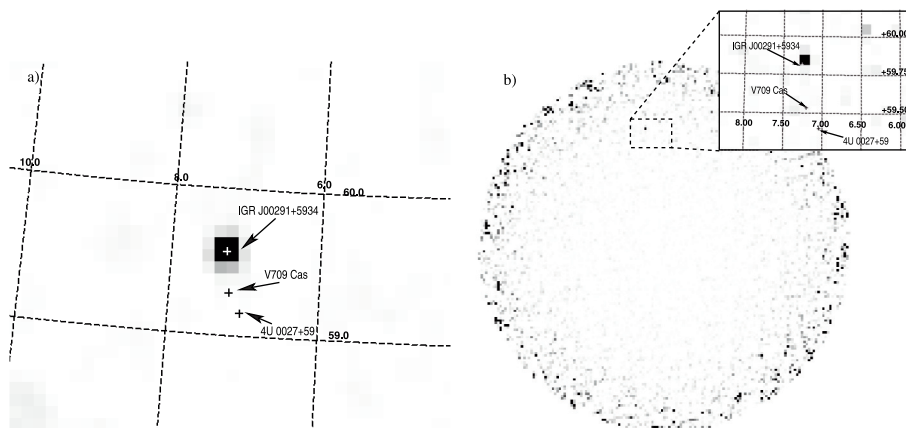 a)
10.0
8.0
6.0
60.0
IGR J00291+5934
V709 Cas
4U 0027+59
59.0
b)
+60.00
IGR J00291+5934
+59.75
V709 Cas
+59.50
8.00 7.50 7.00 6.50 6.00
4U 0027+59